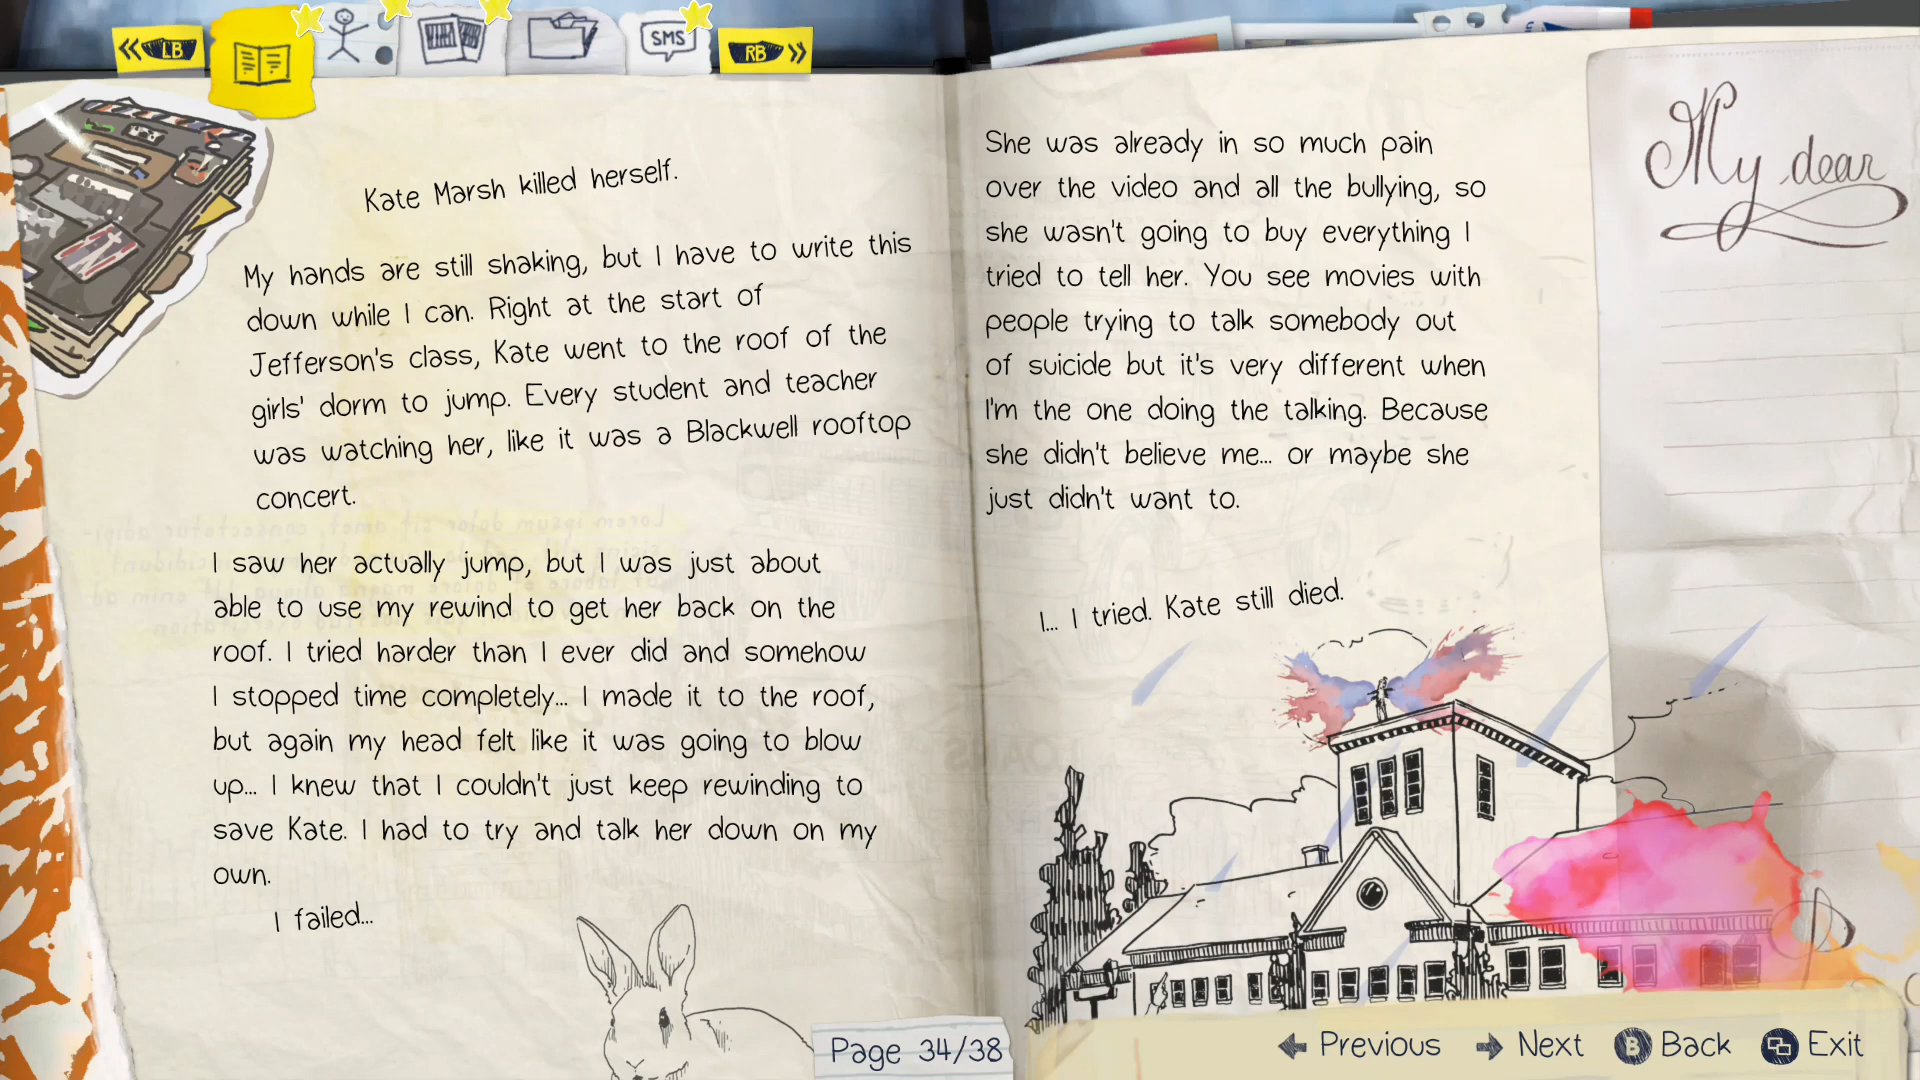 LB
SMS
RB
Kate Marsh killed herself.
My hands are still shaking, but I have to write this
down while I can. Right at the start of
Jefferson's class, Kate went to the roof of the
girls' dorm to jump. Every student and teacher
was watching her, like it was a Blackwell rooftop
concert.
I saw her actually jump, but I was just about
able to use my rewind to get her back on the
roof. I tried harder than I ever did and somehow
I stopped time completely... I made it to the roof,
but again my head felt like it was going to blow
up... I knew that I couldn't just keep rewinding to
save Kate. I had to try and talk her down on my
own.
I failed...
She was already in so much pain
over the video and all the bullying, so
she wasn't going to buy everything I
tried to tell her. You see movies with
people trying to talk somebody out
of suicide but it's very different when
I'm the one doing the talking. Because
she didn't believe me... or maybe she
just didn't want to.
I... I tried. Kate still died.
My dear
Page 34/38
Previous
Next
B Back
Exit